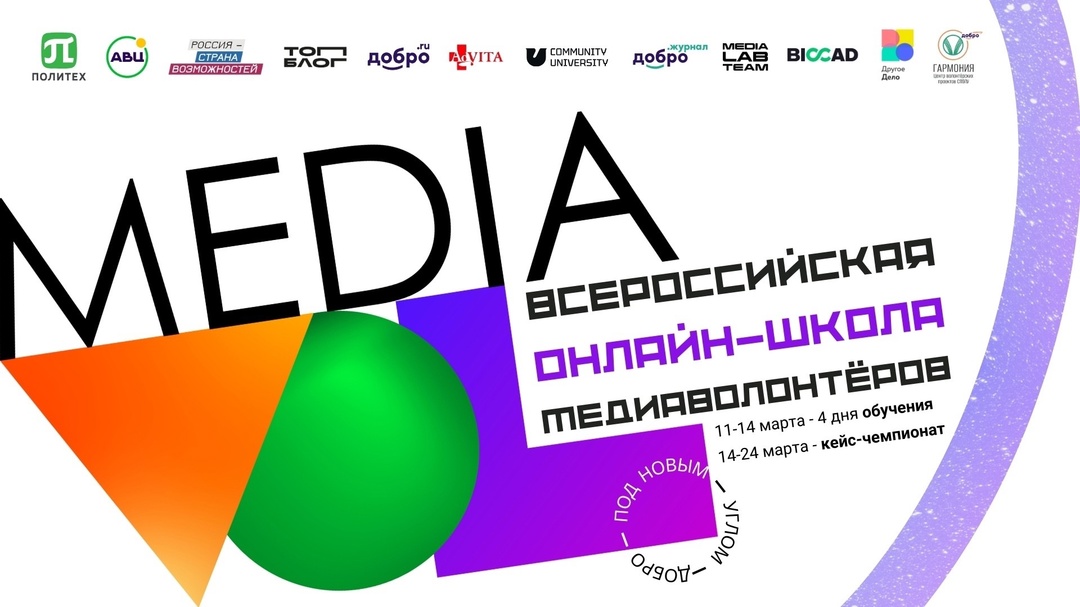 ПОЛИТЕХ
АВЦ
РОССИЯ –
СТРАНА
ВОЗМОЖНОСТЕЙ
ТОП
БЛОГ
добро.ru
AdVITA
COMMUNITY
UNIVERSITY
добро.журнал
MEDIA
LAB
TEAM
BIOCAD
Другое
Дело
добро
ГАРМОНИЯ
MEDIA
ВСЕРОССИЙСКАЯ
ОНЛАЙН-ШКОЛА
МЕДИАВОЛОНТЁРОВ
11-14 марта - 4 дня обучения
14-24 марта - кейс-чемпионат
ПОД НОВЫМ — УГЛОМ — ДОБРО —